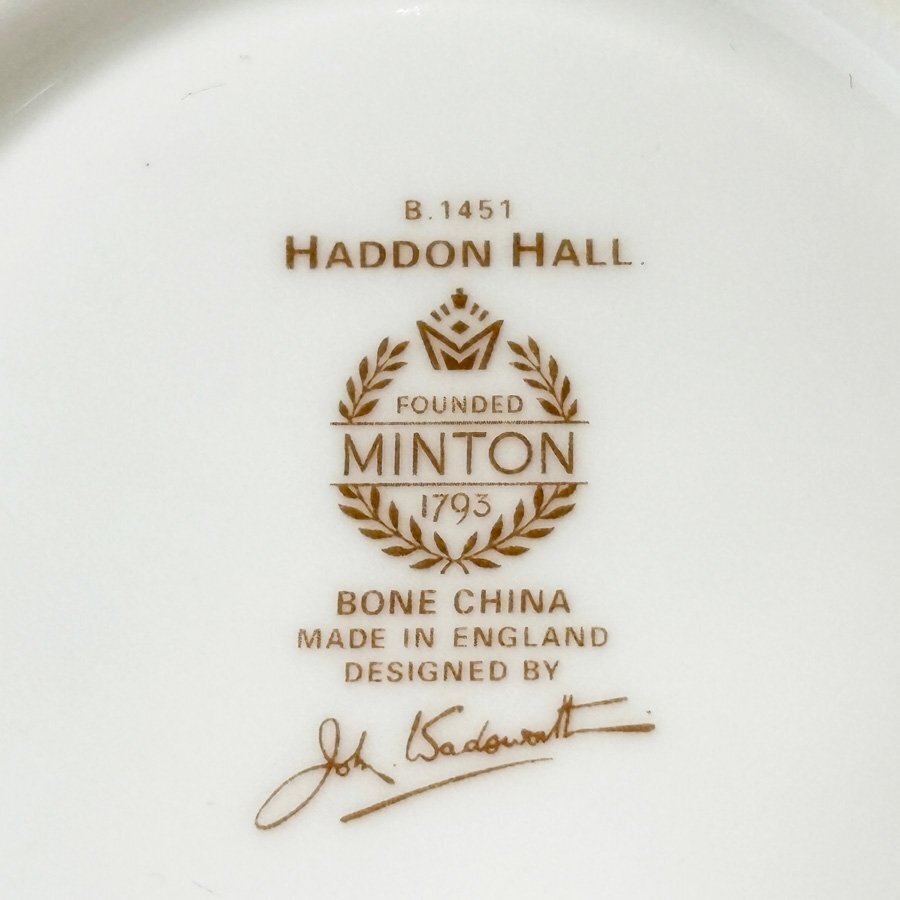 B.1451
HADDON HALL.
FOUNDED
MINTON
1793
BONE CHINA
MADE IN ENGLAND
DESIGNED BY
John Wadsworth